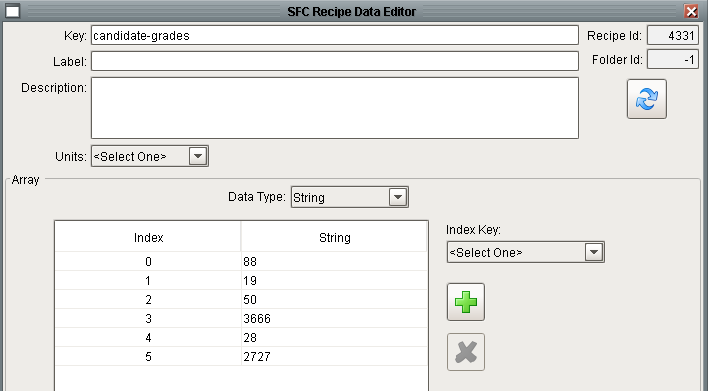 SFC Recipe Data Editor
Key: candidate-grades Recipe Id: 4331
Label: Folder Id: -1
Description:
Units: <Select One>
Array
Data Type: String
Index String
Index Key:
<Select One>
0 88
1 19
2 50
3 3666
4 28
5 2727